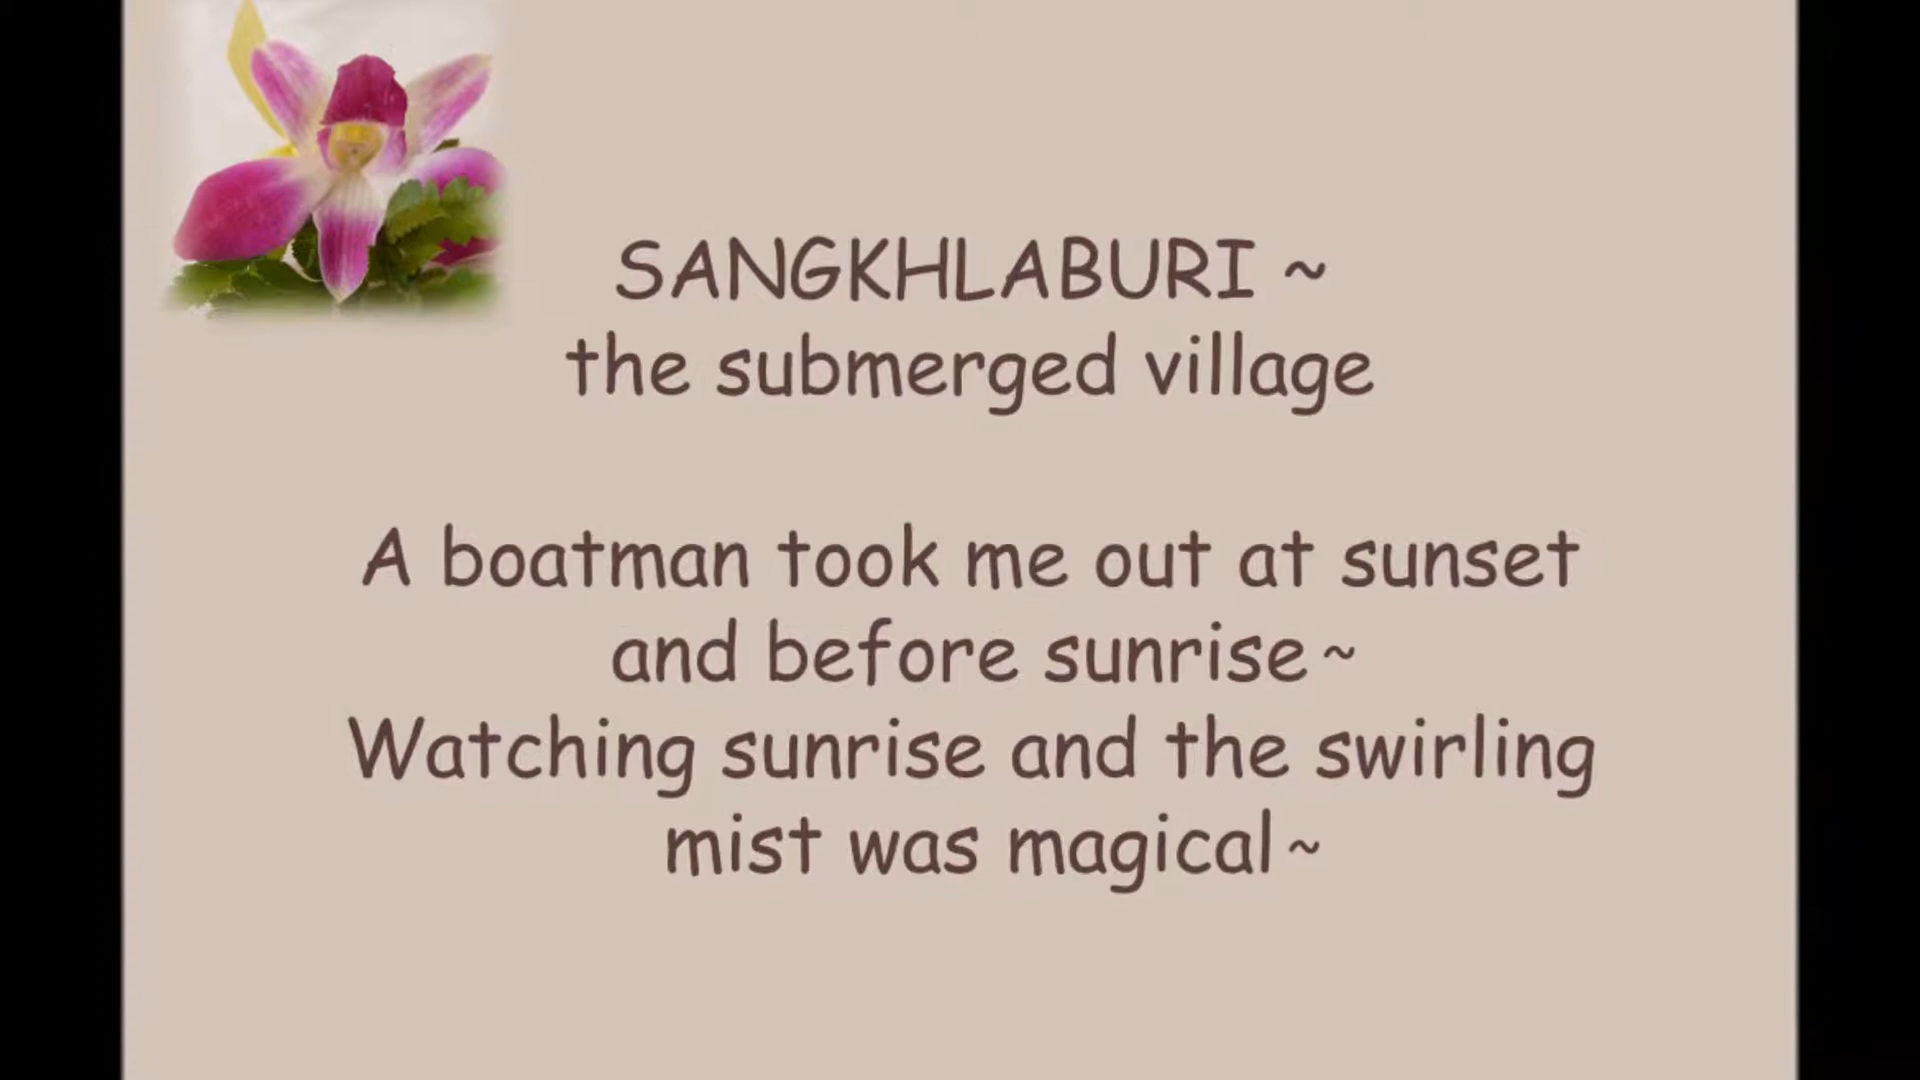 SANGKHLABURI ~
the submerged village
A boatman took me out at sunset
and before sunrise ~
Watching sunrise and the swirling
mist was magical ~